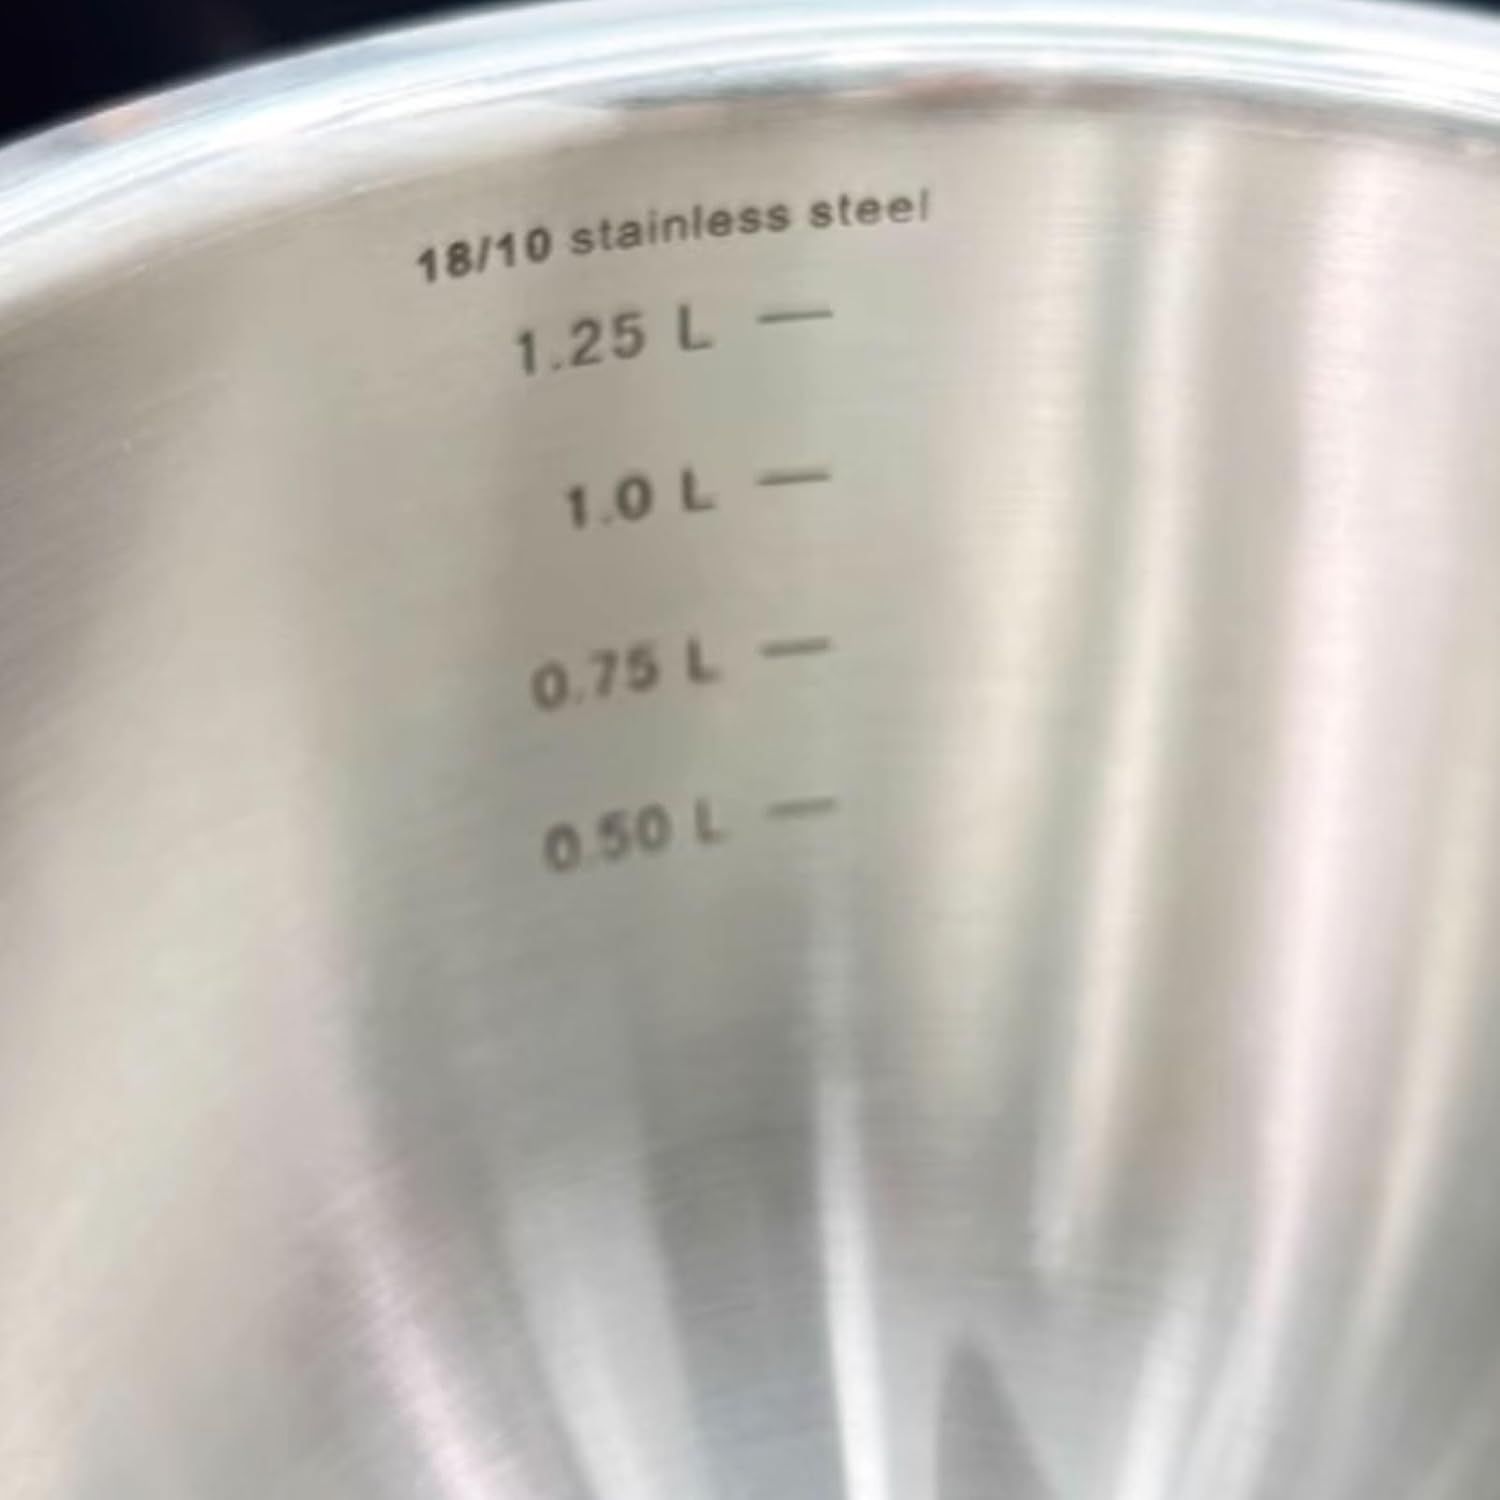 18/10 stainless steel
1.25 L
1.0 L
0.75 L
0.50 L